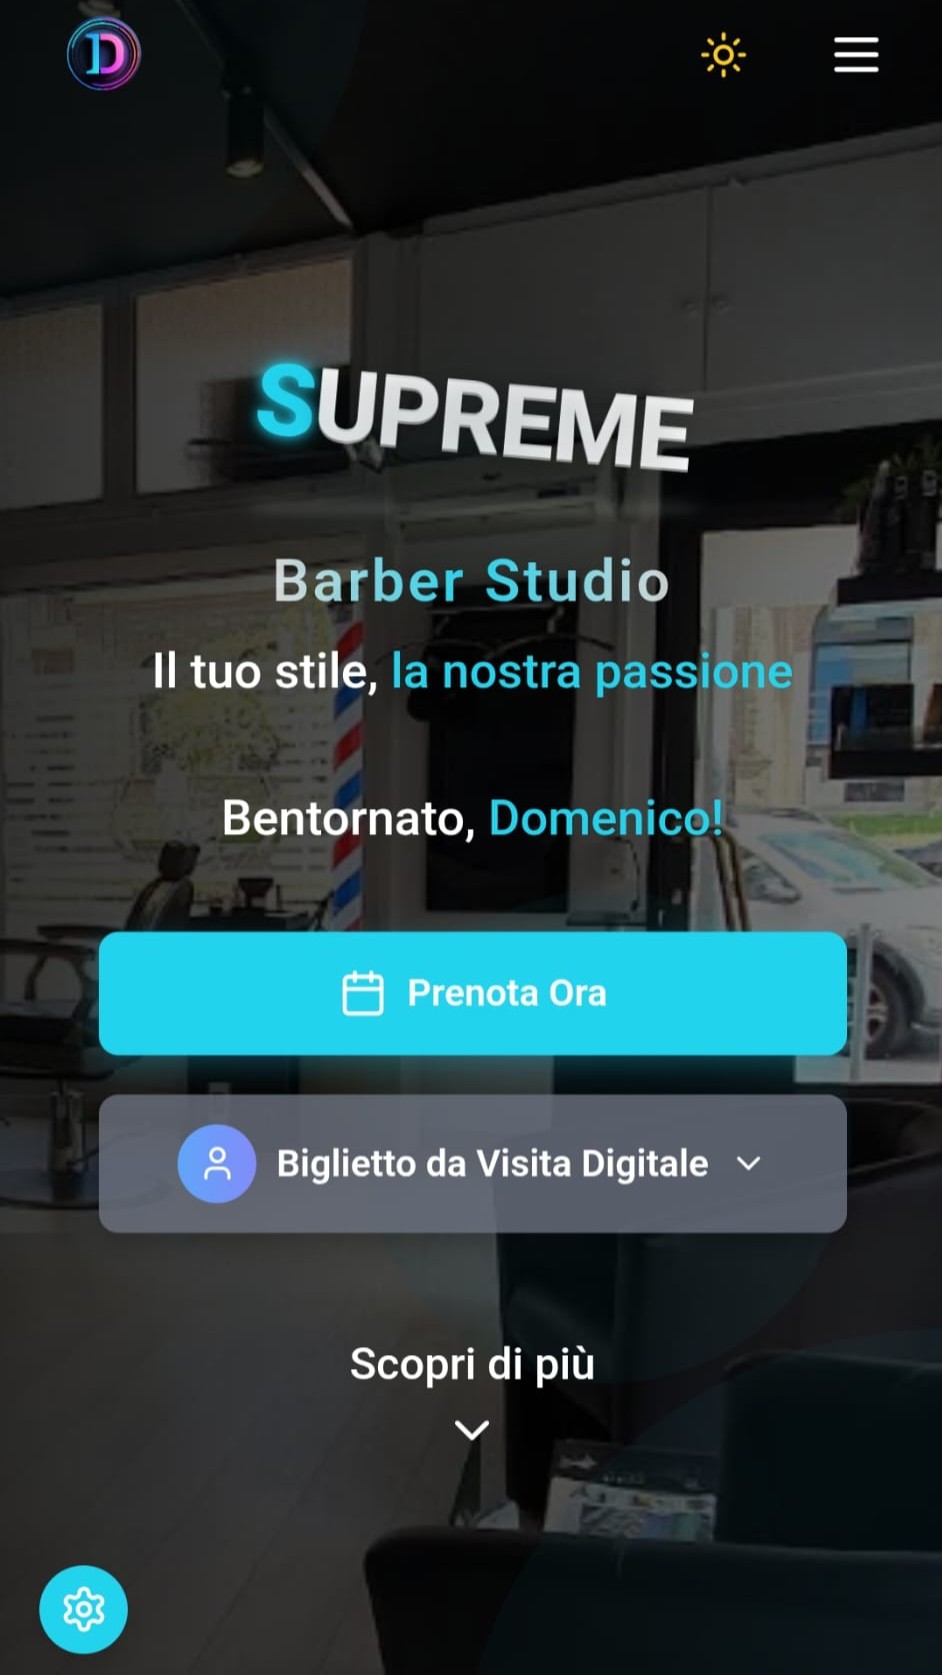 D
SUPREME
Barber Studio
Il tuo stile, la nostra passione
Bentornato, Domenico!
Prenota Ora
Biglietto da Visita Digitale
Scopri di più